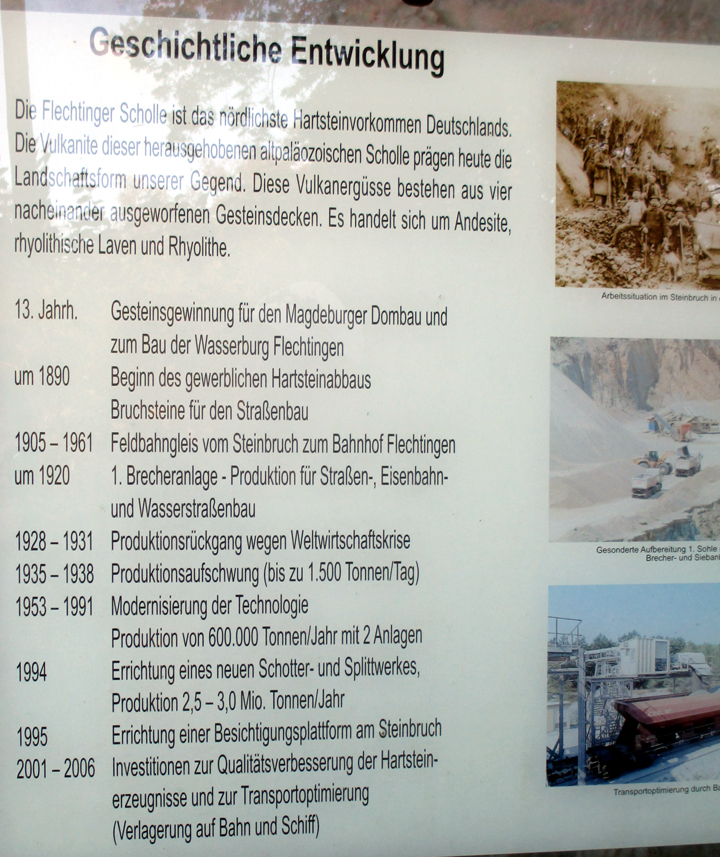 Geschichtliche Entwicklung
Die Flechtinger Scholle ist das nördlichste Hartsteinvorkommen Deutschlands.
Die Vulkanite dieser herausgehobenen altpaläozoischen Scholle prägen heute die
Landschaftsform unserer Gegend. Diese Vulkanergüsse bestehen aus vier
nacheinander ausgeworfenen Gesteinsdecken. Es handelt sich um Andesite,
rhyolithische Laven und Rhyolithe.
13. Jahrh. Gesteinsgewinnung für den Magdeburger Dombau und
zum Bau der Wasserburg Flechtingen
um 1890 Beginn des gewerblichen Hartsteinabbaus
Bruchsteine für den Straßenbau
1905 – 1961 Feldbahngleis vom Steinbruch zum Bahnhof Flechtingen
um 1920 1. Brecheranlage - Produktion für Straßen-, Eisenbahn-
und Wasserstraßenbau
1928 – 1931 Produktionsrückgang wegen Weltwirtschaftskrise
1935 – 1938 Produktionsaufschwung (bis zu 1.500 Tonnen/Tag)
1953 – 1991 Modernisierung der Technologie
Produktion von 600.000 Tonnen/Jahr mit 2 Anlagen
1994 Errichtung eines neuen Schotter- und Splittwerkes,
Produktion 2,5 – 3,0 Mio. Tonnen/Jahr
1995 Errichtung einer Besichtigungsplattform am Steinbruch
2001 – 2006 Investitionen zur Qualitätsverbesserung der Hartstein-
erzeugnisse und zur Transportoptimierung
(Verlagerung auf Bahn und Schiff)
Arbeitssituation im Steinbruch in
Gesonderte Aufbereitung 1. Sohle
Brecher- und
Transportoptimierung durch